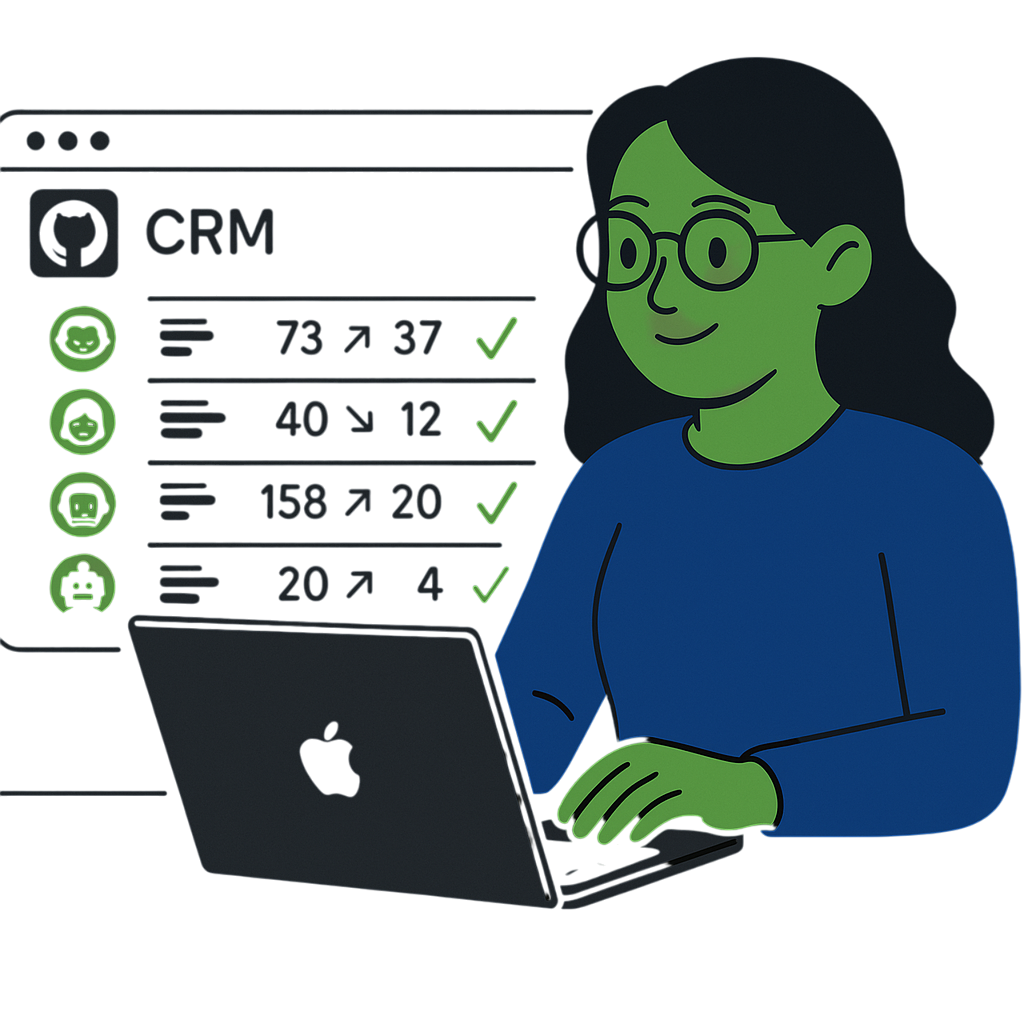 CRM
73 ↗ 37 ✓
40 ↘ 12 ✓
158 ↗ 20 ✓
20 ↗ 4 ✓